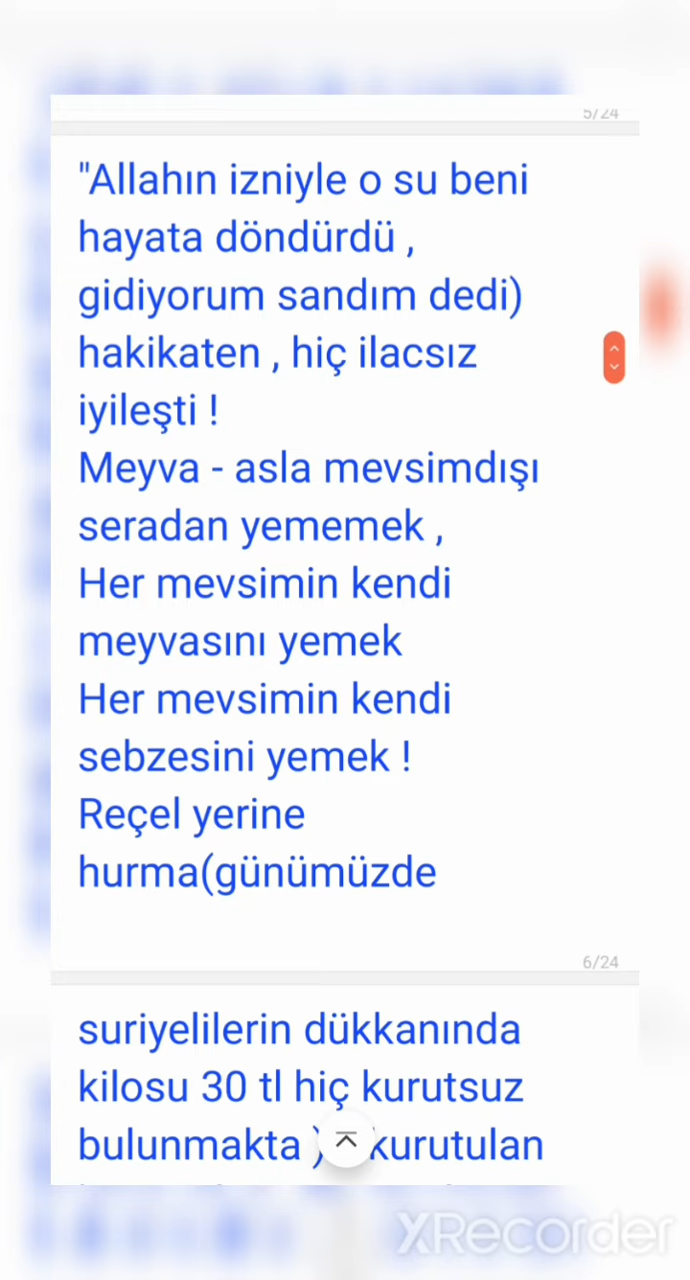 5/24
"Allahın izniyle o su beni
hayata döndürdü ,
gidiyorum sandım dedi)
hakikaten , hiç ilacsız
iyileşti !
Meyva - asla mevsimdışı
seradan yememek ,
Her mevsimin kendi
meyvasını yemek
Her mevsimin kendi
sebzesini yemek !
Reçel yerine
hurma(günümüzde
6/24
suriyelilerin dükkanında
kilosu 30 tl hiç kurutsuz
bulunmakta ) kurutulan
XRecorder